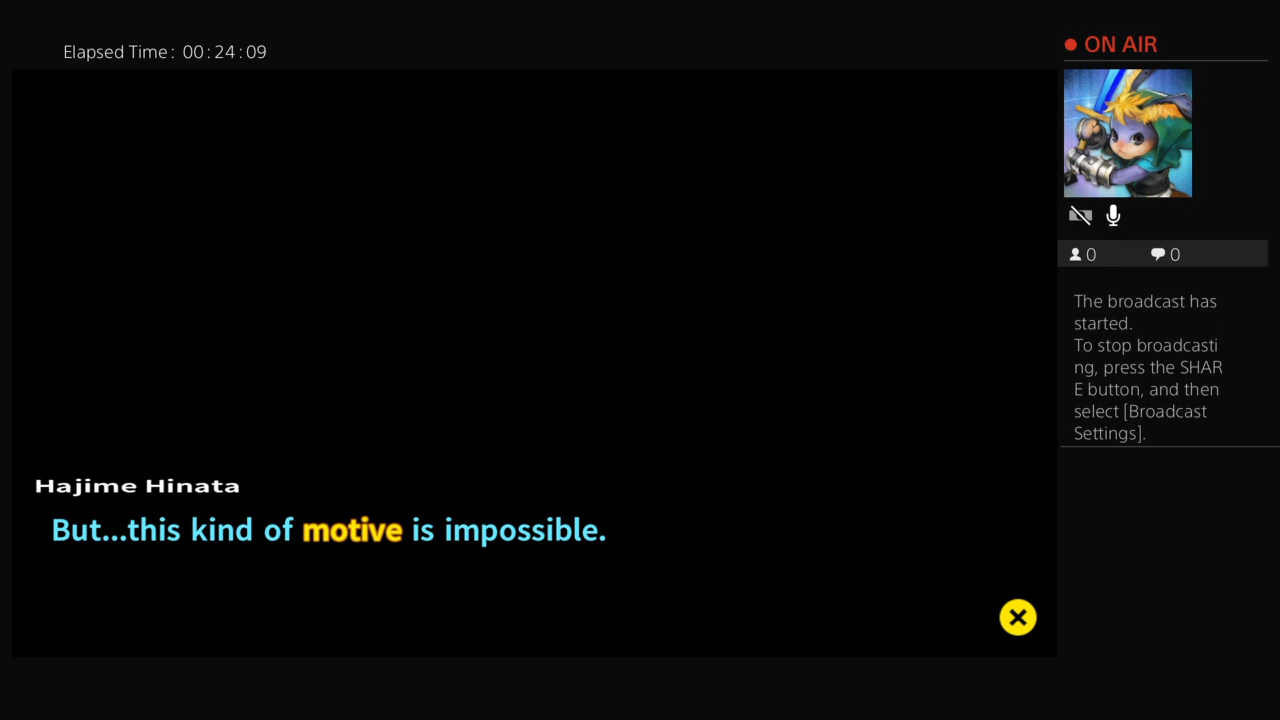 Elapsed Time: 00:24:09
ON AIR
0 0
The broadcast has
started.
To stop broadcasti
ng, press the SHAR
E button, and then
select [Broadcast
Settings].
Hajime Hinata
But...this kind of motive is impossible.